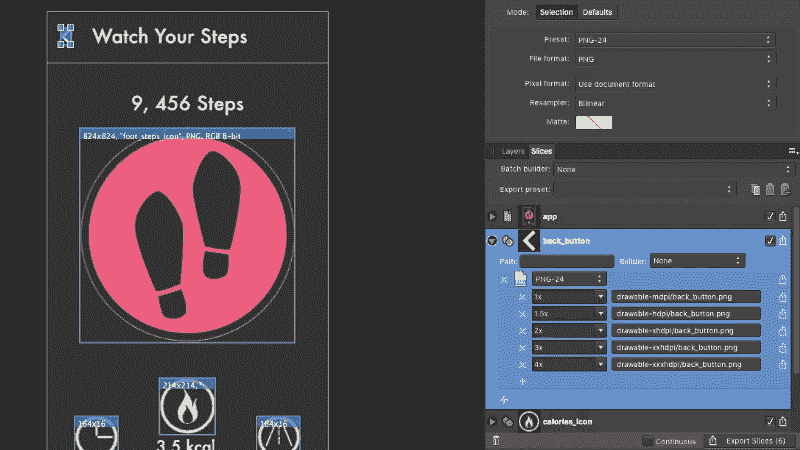 Watch Your Steps
9, 456 Steps
824x824, "foot_steps_icon", PNG, RGB 8-bit
214x214, "
164x16
164x16
3.5 kcal
Mode: Selection Defaults
Preset: PNG-24
File format: PNG
Pixel format: Use document format
Resampler: Bilinear
Matte:
Layers Slices
Batch builder: None
Export preset:
app
back_button
Path: Builder: None
PNG-24
1x drawable-mdpi/back_button.png
1.5x drawable-hdpi/back_button.png
2x drawable-xhdpi/back_button.png
3x drawable-xxhdpi/back_button.png
4x drawable-xxxhdpi/back_button.png
calories_icon
Continuous Export Slices (6)